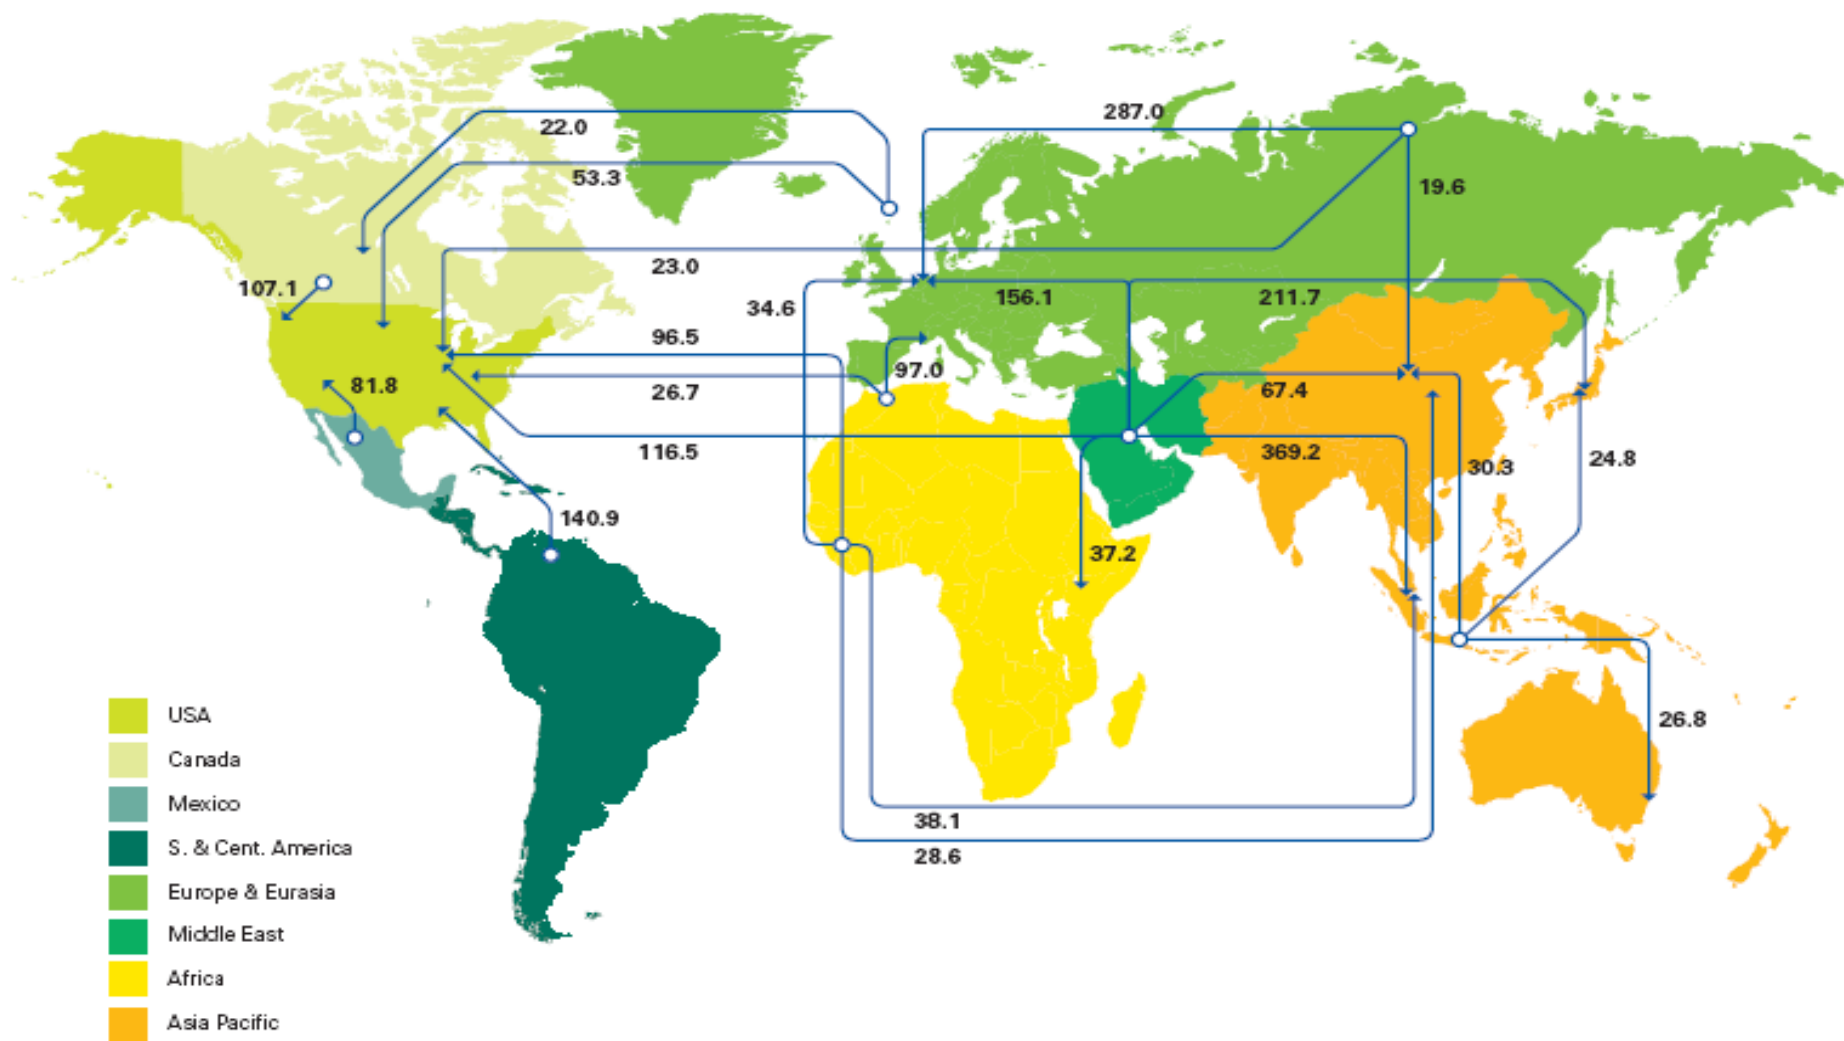 287.0
22.0
53.3
19.6
23.0
107.1
34.6
156.1
211.7
96.5
97.0
81.8
26.7
67.4
116.5
369.2
30.3
24.8
140.9
37.2
26.8
38.1
28.6
USA
Canada
Mexico
S. & Cent. America
Europe & Eurasia
Middle East
Africa
Asia Pacific